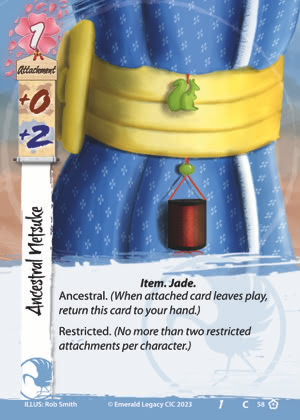 1
Attachment
+0
+2
Ancestral Netsuke
Item. Jade.
Ancestral. (When attached card leaves play,
return this card to your hand.)
Restricted. (No more than two restricted
attachments per character.)
ILLUS: Rob Smith © Emerald Legacy CIC 2023 1 C 58